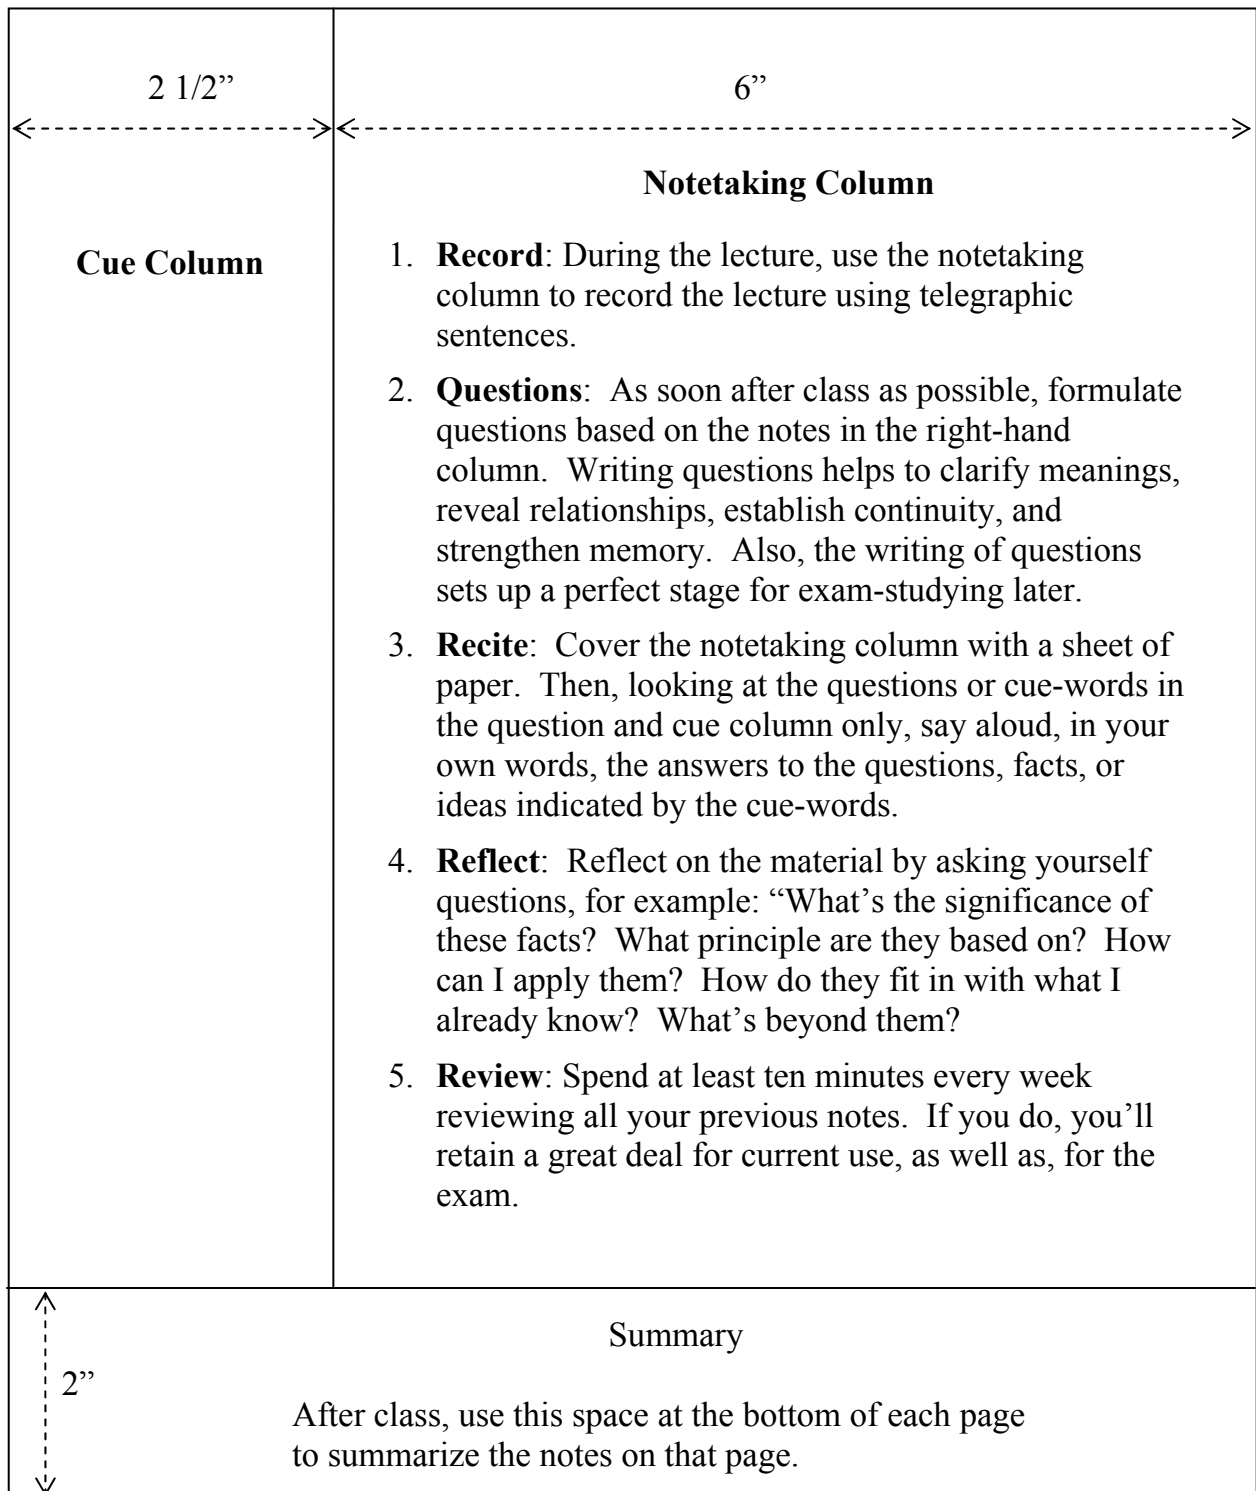 2 1/2”
6”
Notetaking Column
Cue Column
1. Record: During the lecture, use the notetaking
column to record the lecture using telegraphic
sentences.
2. Questions: As soon after class as possible, formulate
questions based on the notes in the right-hand
column. Writing questions helps to clarify meanings,
reveal relationships, establish continuity, and
strengthen memory. Also, the writing of questions
sets up a perfect stage for exam-studying later.
3. Recite: Cover the notetaking column with a sheet of
paper. Then, looking at the questions or cue-words in
the question and cue column only, say aloud, in your
own words, the answers to the questions, facts, or
ideas indicated by the cue-words.
4. Reflect: Reflect on the material by asking yourself
questions, for example: “What’s the significance of
these facts? What principle are they based on? How
can I apply them? How do they fit in with what I
already know? What’s beyond them?
5. Review: Spend at least ten minutes every week
reviewing all your previous notes. If you do, you’ll
retain a great deal for current use, as well as, for the
exam.
Summary
2”
After class, use this space at the bottom of each page
to summarize the notes on that page.